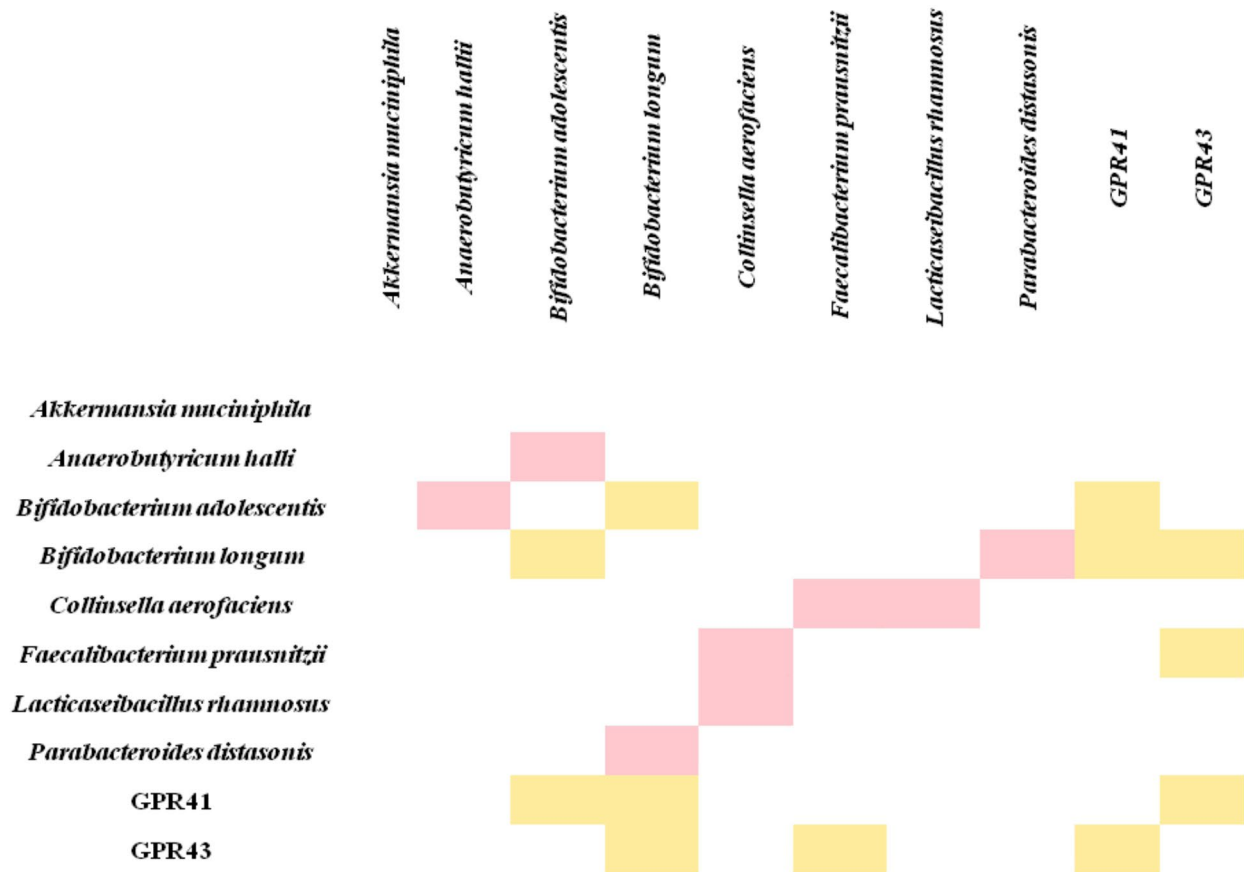 Akkermansia muciniphila
Anaerobutyricum hallii
Bifidobacterium adolescentis
Bifidobacterium longum
Collinsella aerofaciens
Faecalibacterium prausnitzii
Lacticaseibacillus rhamnosus
Parabacteroides distasonis
GPR41
GPR43
Akkermansia muciniphila
Anaerobutyricum halli
Bifidobacterium adolescentis
Bifidobacterium longum
Collinsella aerofaciens
Faecalibacterium prausnitzii
Lacticaseibacillus rhamnosus
Parabacteroides distasonis
GPR41
GPR43